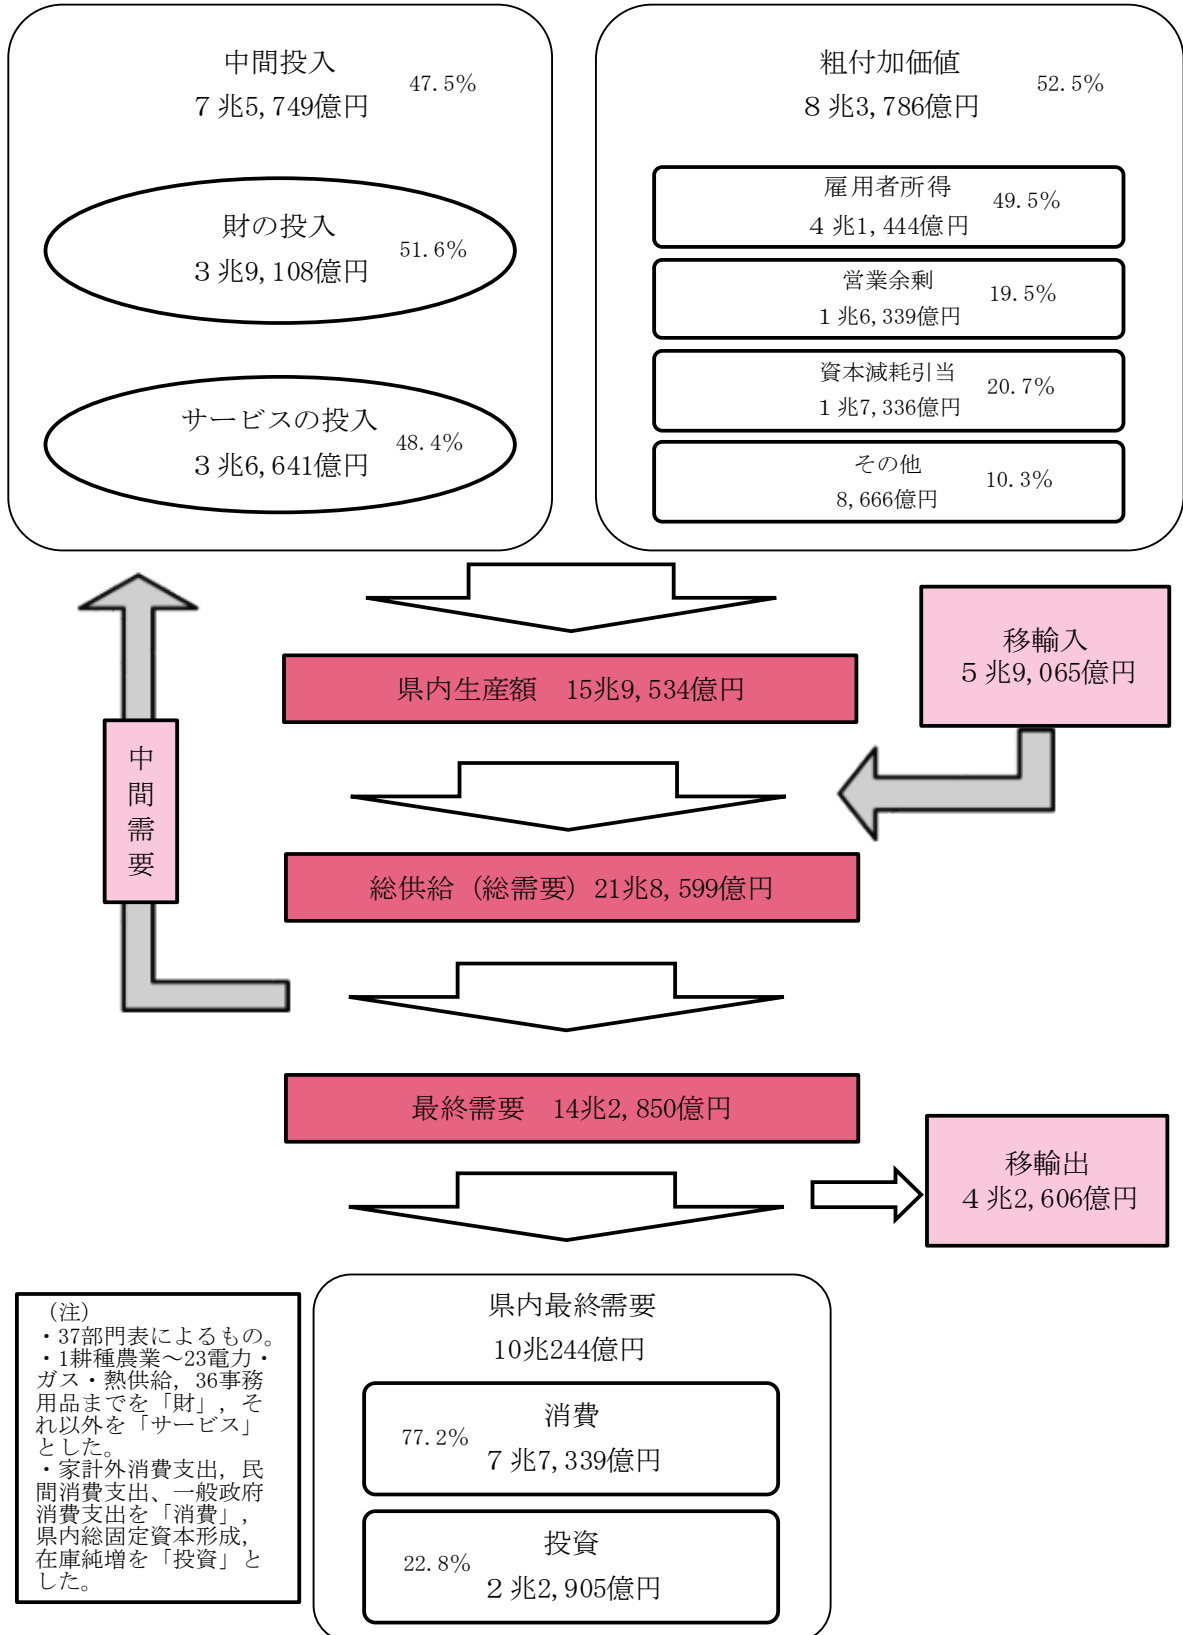 中間投入
47.5%
7兆5,749億円
財の投入
51.6%
3兆9,108億円
サービスの投入
48.4%
3兆6,641億円
粗付加価値
52.5%
8兆3,786億円
雇用者所得
49.5%
4兆1,444億円
営業余剰
19.5%
1兆6,339億円
資本減耗引当
20.7%
1兆7,336億円
その他
10.3%
8,666億円
移輸入
5兆9,065億円
県内生産額　15兆9,534億円
中
間
需
要
総供給（総需要）21兆8,599億円
最終需要　14兆2,850億円
移輸出
4兆2,606億円
県内最終需要
10兆244億円
消費
77.2%
7兆7,339億円
投資
22.8%
2兆2,905億円
（注）
・37部門表によるもの。
・1耕種農業～23電力・
ガス・熱供給，36事務
用品までを「財」，そ
れ以外を「サービス」
とした。
・家計外消費支出，民
間消費支出、一般政府
消費支出を「消費」，
県内総固定資本形成，
在庫純増を「投資」と
した。